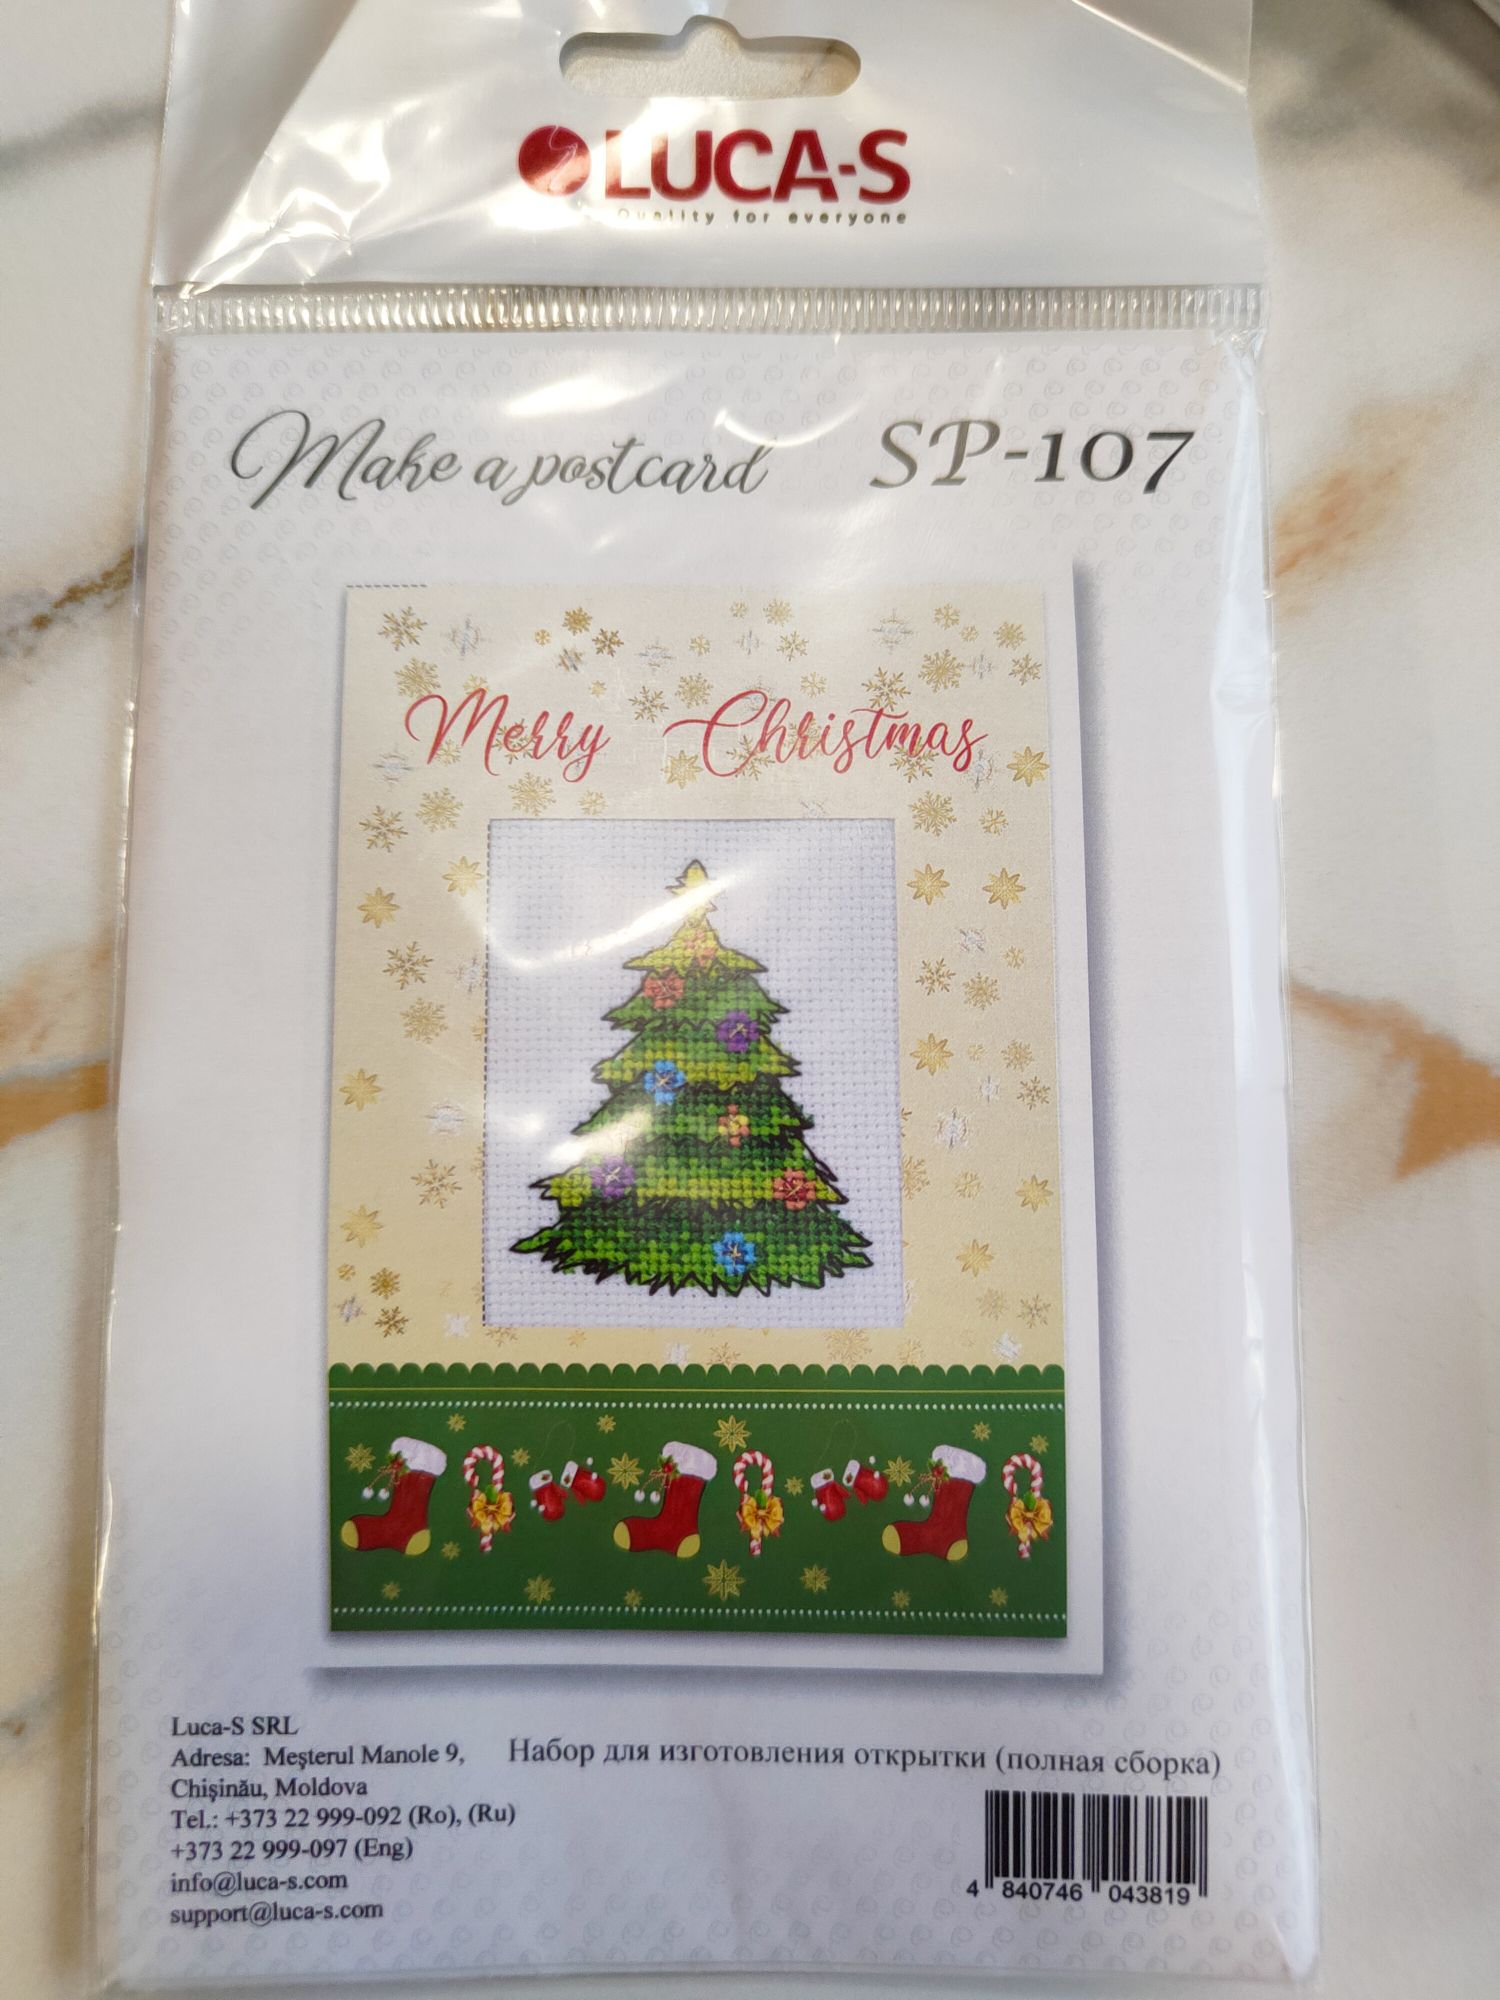 LUCA-S
Quality for everyone
Make a postcard SP-107
Merry Christmas
Luca-S SRL
Adresa: Meşterul Manole 9,
Chişinău, Moldova
Tel.: +373 22 999-092 (Ro), (Ru)
+373 22 999-097 (Eng)
info@luca-s.com
support@luca-s.com
Набор для изготовления открытки (полная сборка)
4 840746 043819